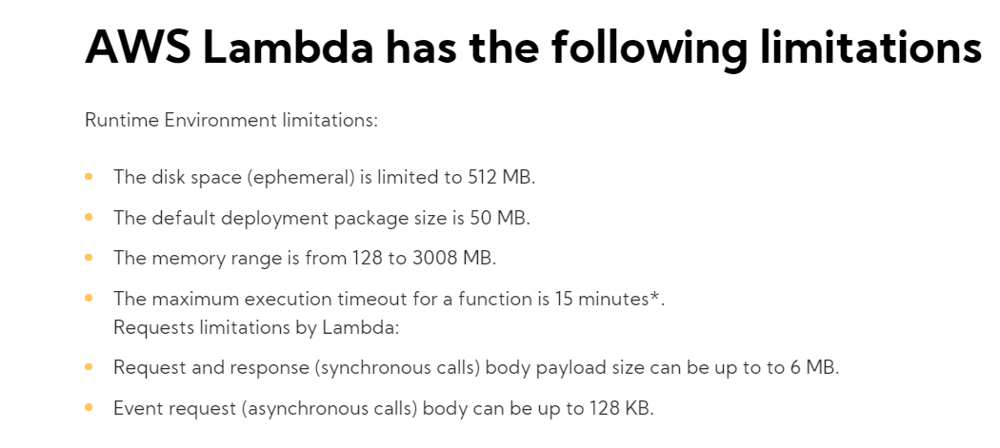 AWS Lambda has the following limitations
Runtime Environment limitations:
The disk space (ephemeral) is limited to 512 MB.
The default deployment package size is 50 MB.
The memory range is from 128 to 3008 MB.
The maximum execution timeout for a function is 15 minutes*.
Requests limitations by Lambda:
Request and response (synchronous calls) body payload size can be up to to 6 MB.
Event request (asynchronous calls) body can be up to 128 KB.